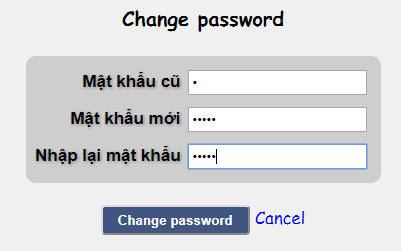 Change password
Mật khẩu cũ •
Mật khẩu mới •••••
Nhập lại mật khẩu •••••
Change password Cancel